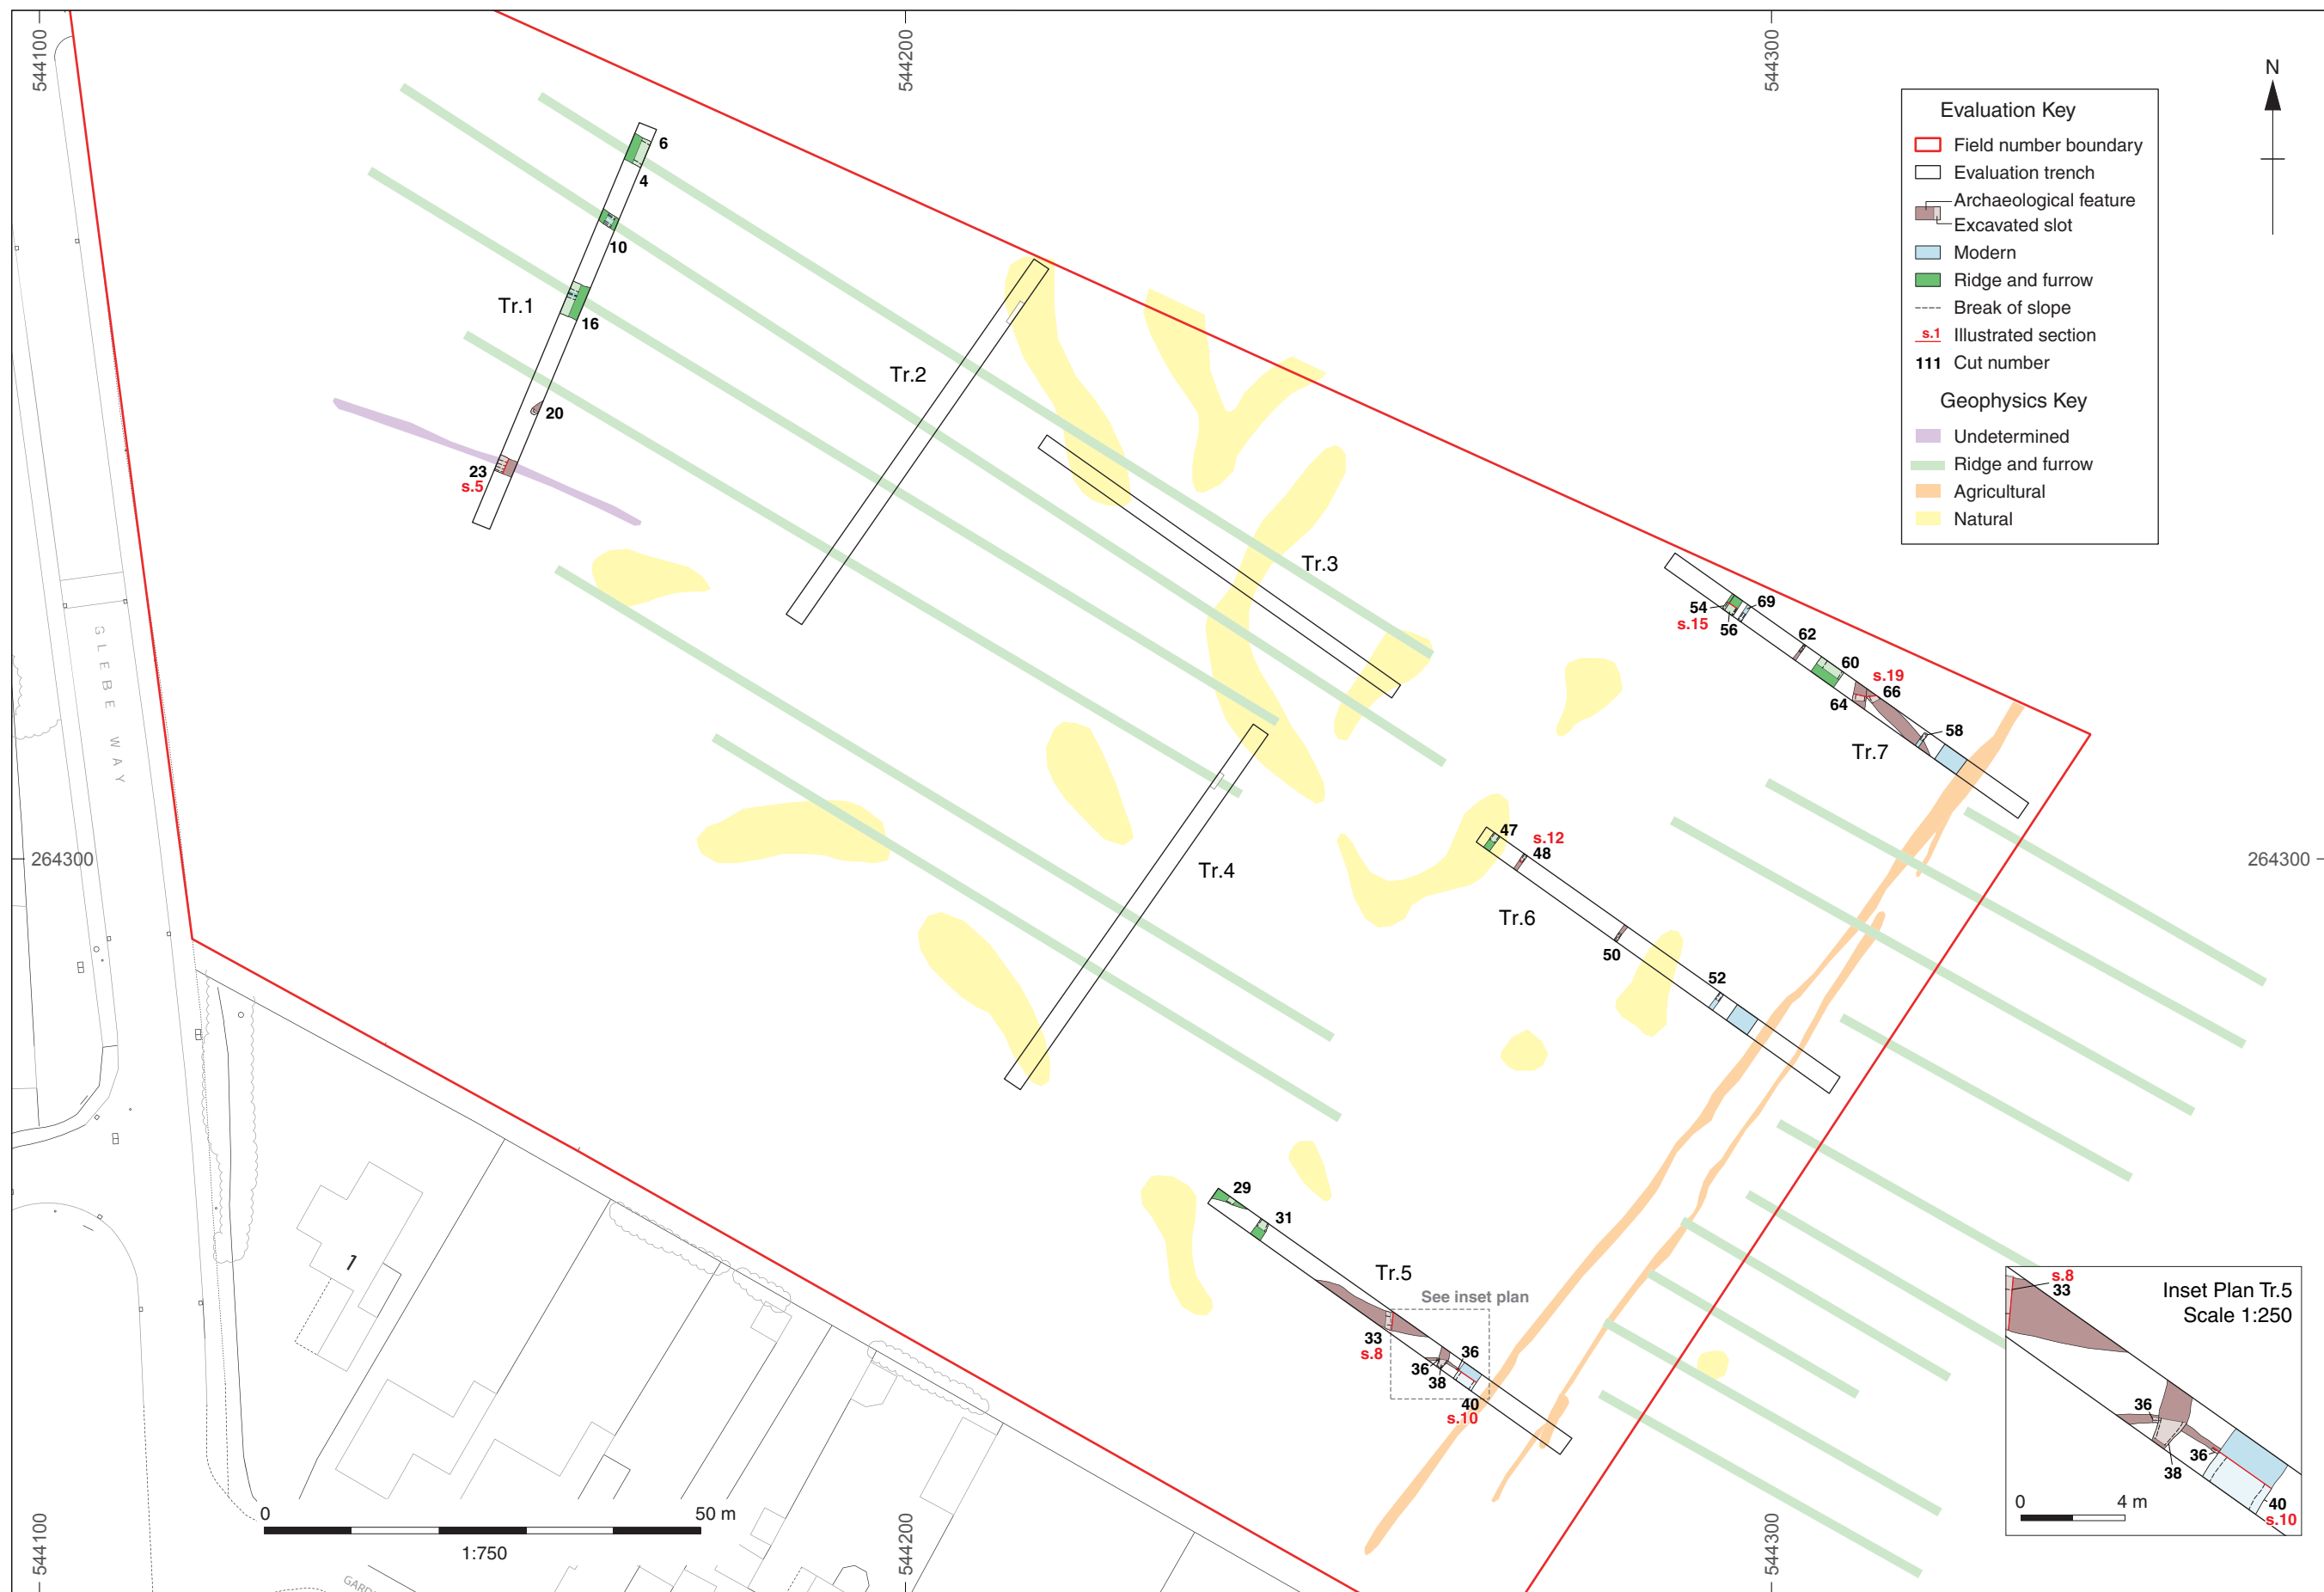 544100
544200
544300
N
Evaluation Key
Field number boundary
Evaluation trench
Archaeological feature
Excavated slot
Modern
Ridge and furrow
Break of slope
s.1 Illustrated section
111 Cut number
Geophysics Key
Undetermined
Ridge and furrow
Agricultural
Natural
6
4
10
Tr.1
16
20
23
s.5
Tr.2
Tr.3
54
s.15
56
69
62
60
s.19
66
64
58
Tr.7
GLEBE WAY
264300
264300
47
s.12
48
Tr.4
Tr.6
50
52
29
31
Tr.5
See inset plan
33
s.8
36
36
38
40
s.10
1
Inset Plan Tr.5
Scale 1:250
s.8
33
36
36
38
40
s.10
0 4 m
0 50 m
1:750
544100
544200
544300